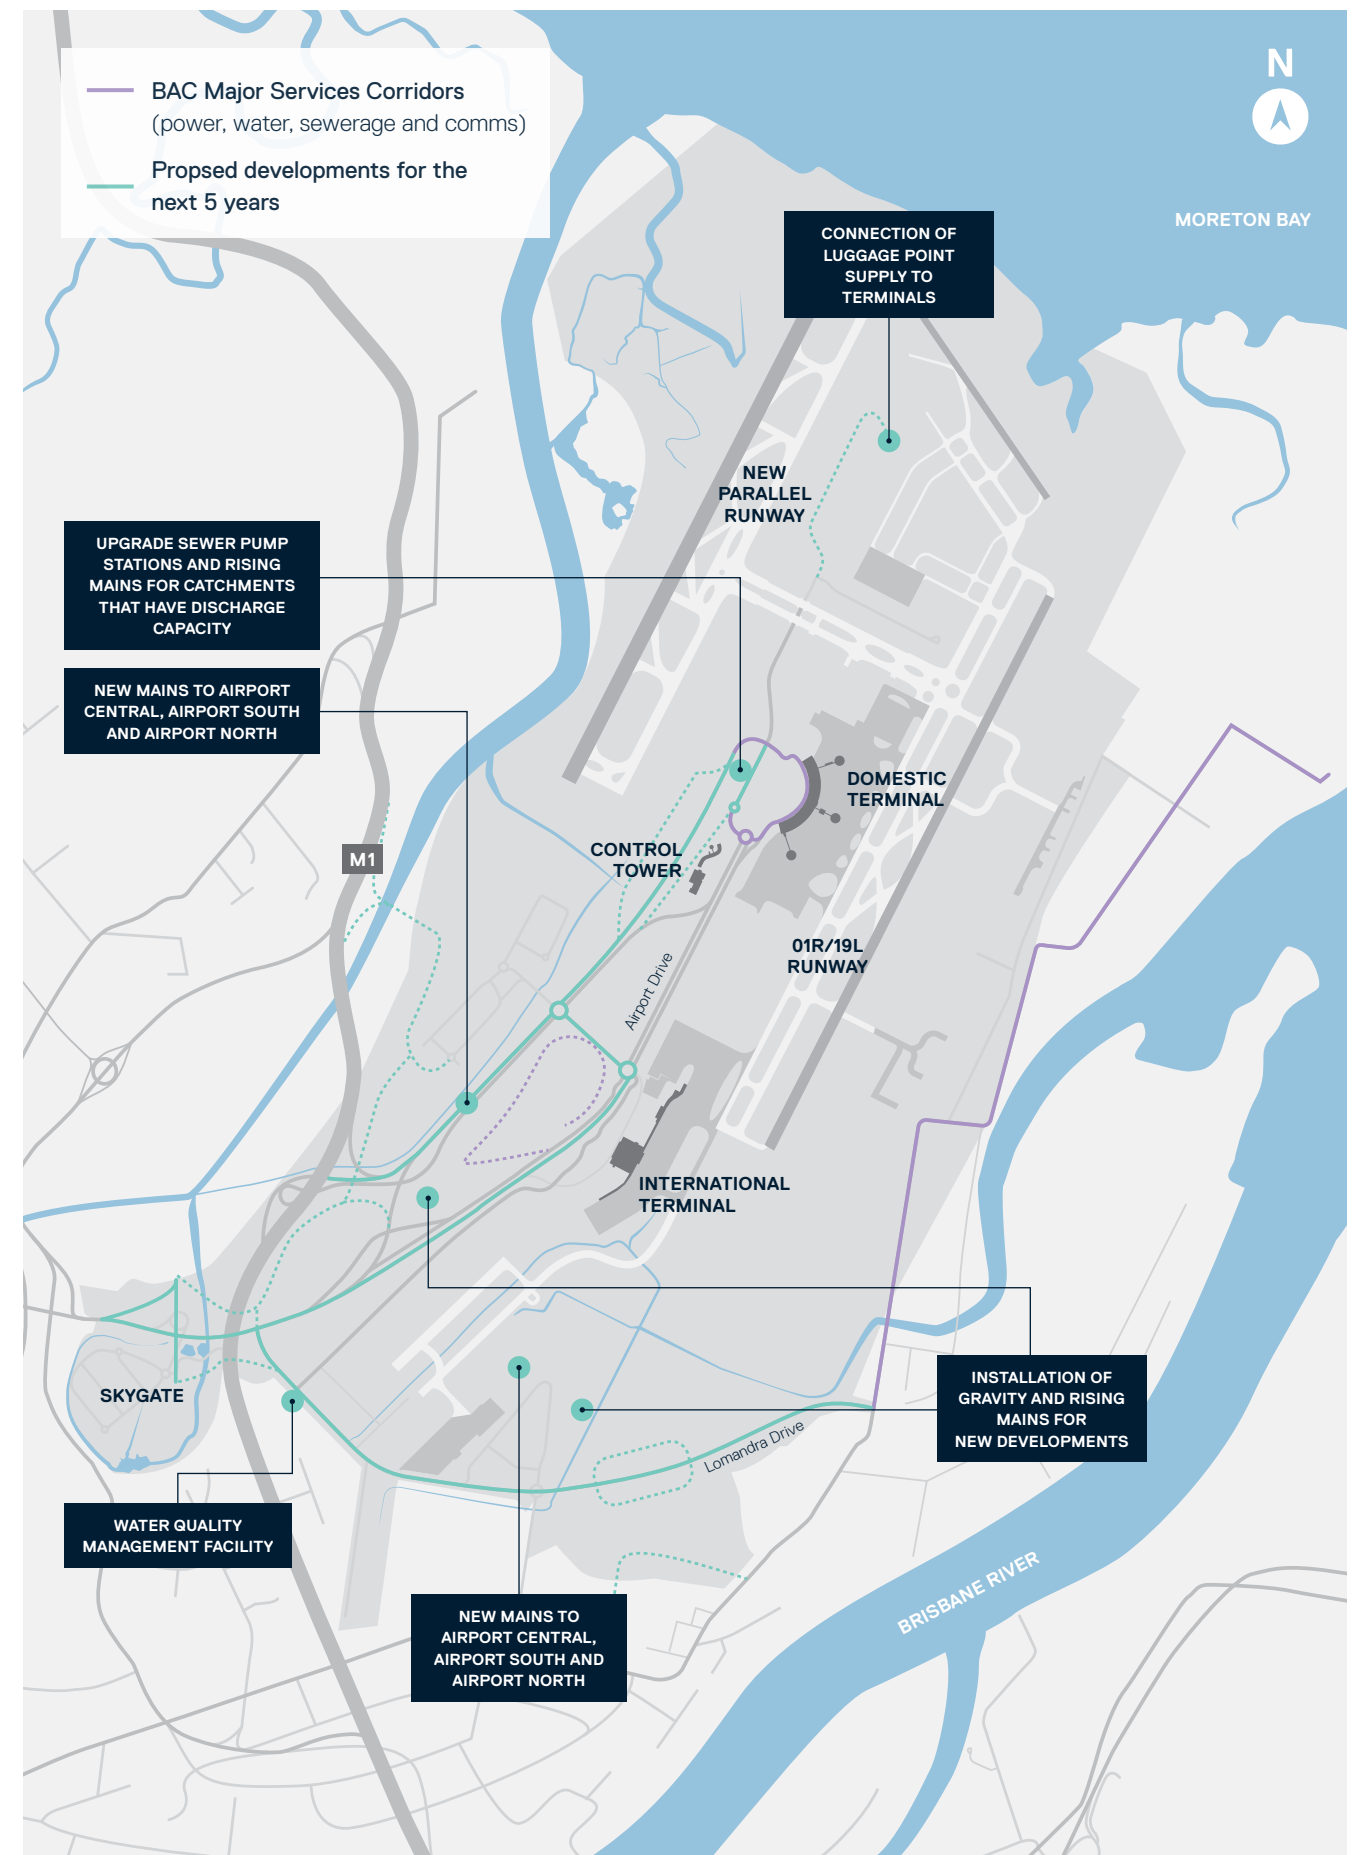 BAC Major Services Corridors
(power, water, sewerage and comms)
Propsed developments for the
next 5 years
N
MORETON BAY
CONNECTION OF
LUGGAGE POINT
SUPPLY TO
TERMINALS
NEW
PARALLEL
RUNWAY
UPGRADE SEWER PUMP
STATIONS AND RISING
MAINS FOR CATCHMENTS
THAT HAVE DISCHARGE
CAPACITY
NEW MAINS TO AIRPORT
CENTRAL, AIRPORT SOUTH
AND AIRPORT NORTH
DOMESTIC
TERMINAL
M1
CONTROL
TOWER
01R/19L
RUNWAY
Airport Drive
INTERNATIONAL
TERMINAL
SKYGATE
INSTALLATION OF
GRAVITY AND RISING
MAINS FOR
NEW DEVELOPMENTS
Lomandra Drive
WATER QUALITY
MANAGEMENT FACILITY
BRISBANE RIVER
NEW MAINS TO
AIRPORT CENTRAL,
AIRPORT SOUTH AND
AIRPORT NORTH